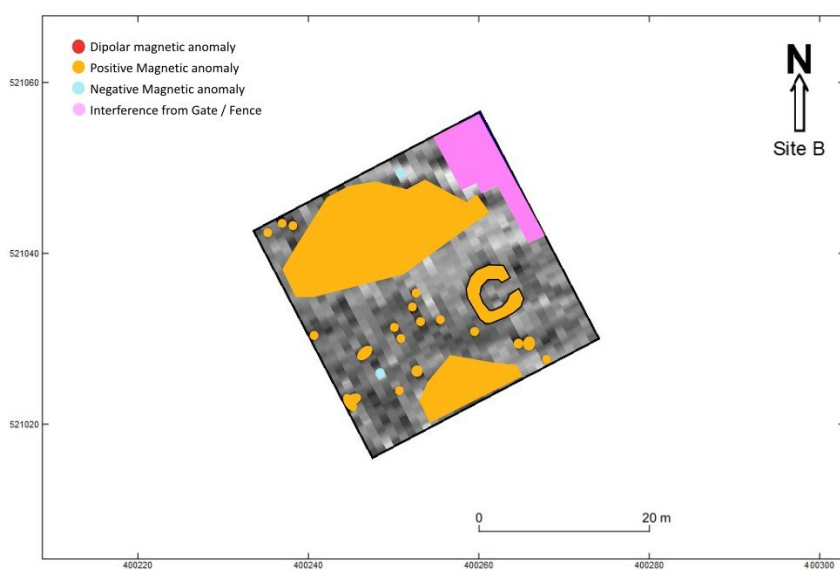 Dipolar magnetic anomaly
Positive Magnetic anomaly
Negative Magnetic anomaly
Interference from Gate / Fence
N
Site B
521060
521040
521020
0 20 m
400220 400240 400260 400280 400300